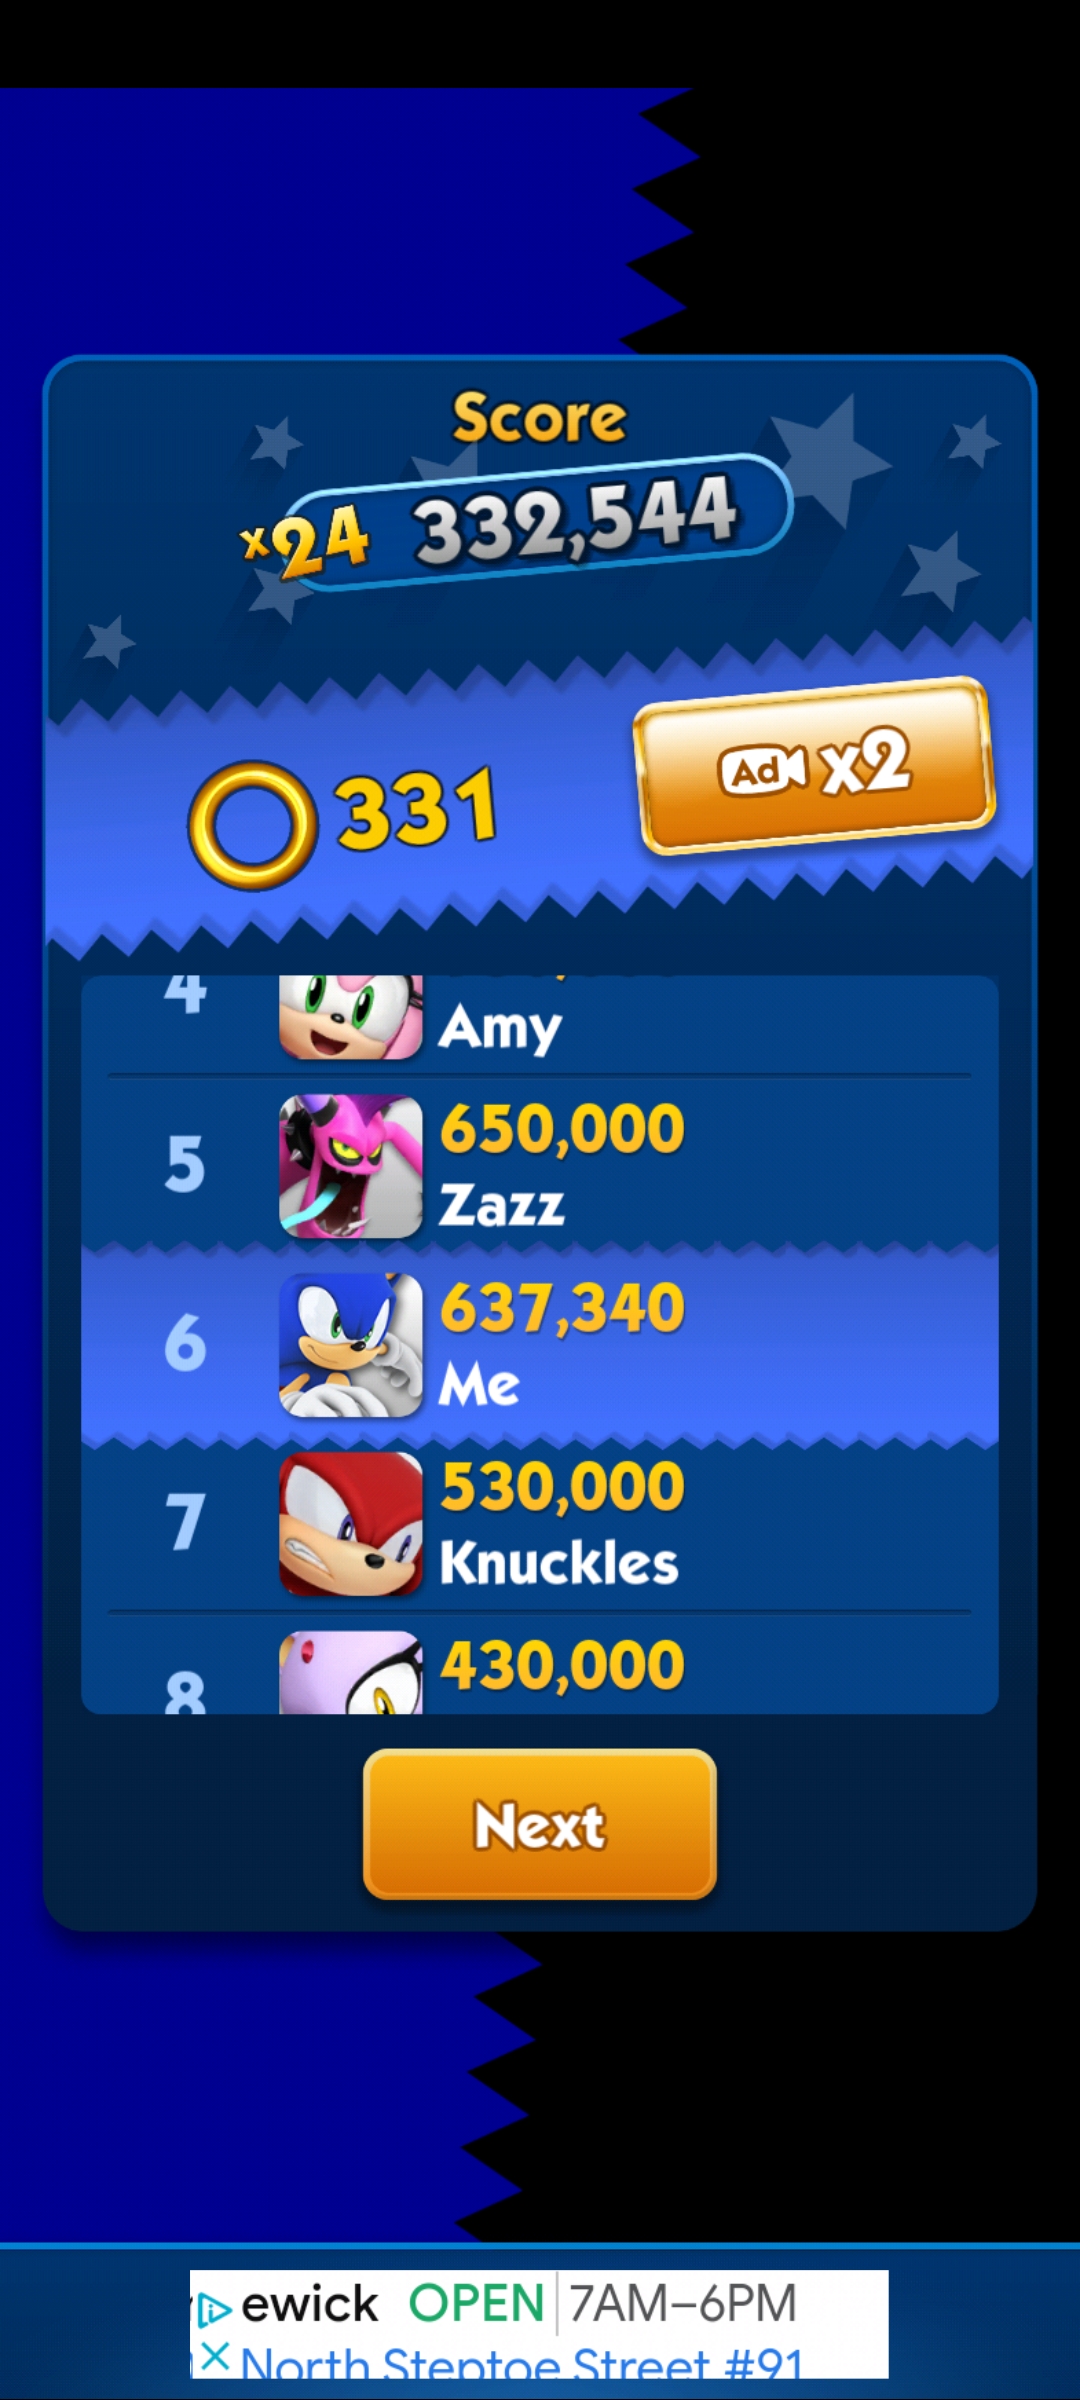 Score
x24 332,544
331
Ad x2
4
Amy
5
650,000
Zazz
6
637,340
Me
7
530,000
Knuckles
8
430,000
Next
ewick OPEN 7AM–6PM
North Steptoe Street #91